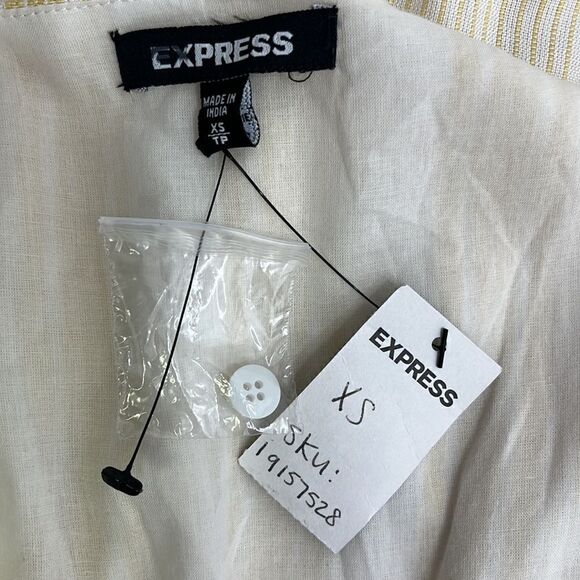 EXPRESS
MADE IN
INDIA
XS
TP
EXPRESS
XS
SKU:
19157528